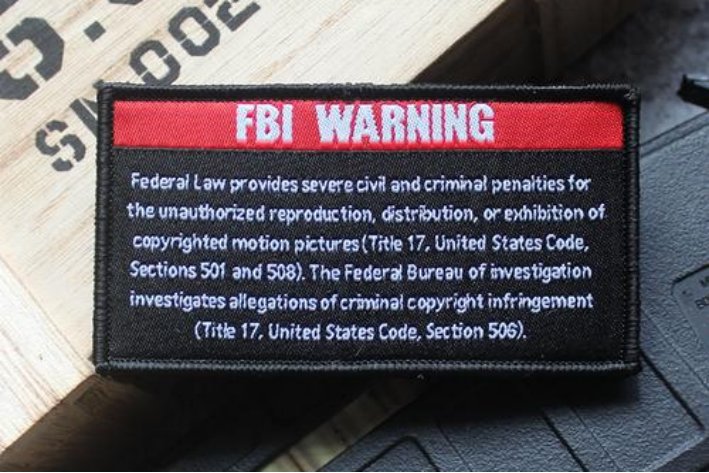 SN.002
FBI WARNING
Federal Law provides severe civil and criminal penalties for
the unauthorized reproduction, distribution, or exhibition of
copyrighted motion pictures (Title 17, United States Code,
Sections 501 and 508). The Federal Bureau of investigation
investigates allegations of criminal copyright infringement
(Title 17, United States Code, Section 506).